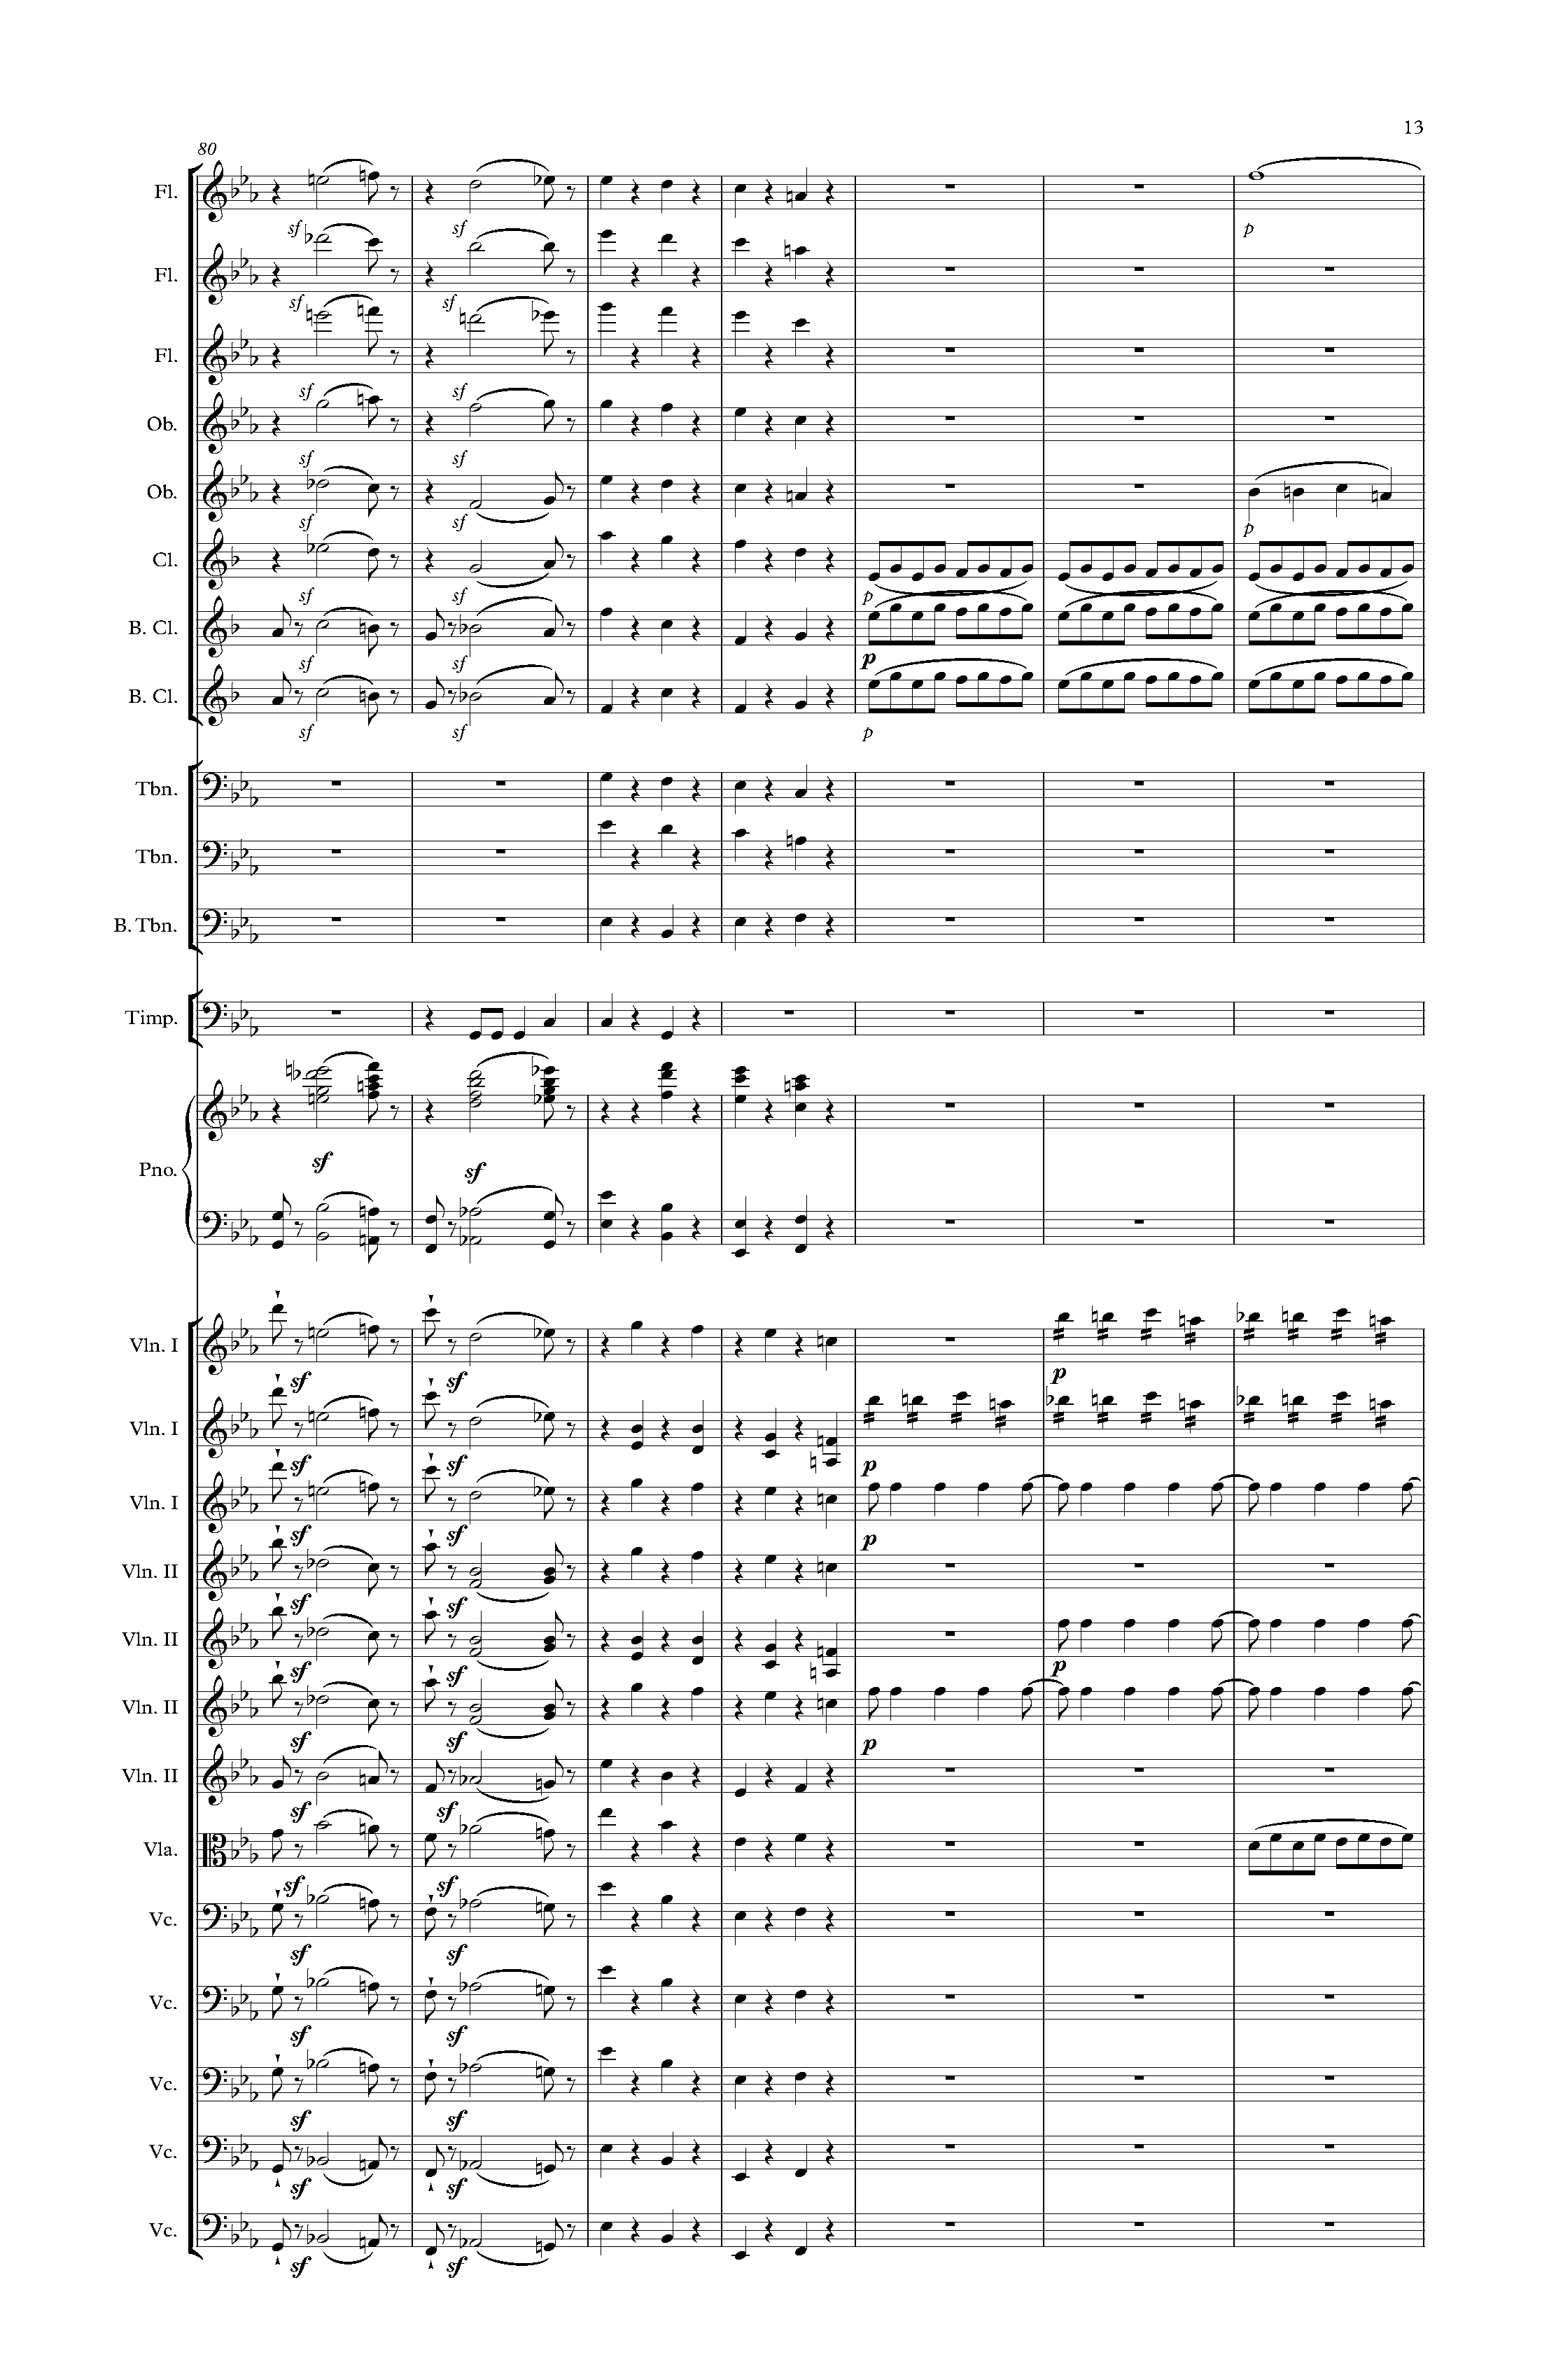 13
80
Fl.
sf sf p
Fl.
sf sf
Fl.
sf sf
Ob.
sf sf
Ob.
sf sf p
Cl.
sf sf p
B. Cl.
sf sf p
B. Cl.
sf sf p
Tbn.
Tbn.
B. Tbn.
Timp.
sf sf
Pno.
Vln. I
sf sf p
Vln. I
sf sf p
Vln. I
sf sf p
Vln. II
sf sf
Vln. II
sf sf p
Vln. II
sf sf p
Vln. II
sf sf
Vla.
sf sf
Vc.
sf sf
Vc.
sf sf
Vc.
sf sf
Vc.
sf sf
Vc.
sf sf